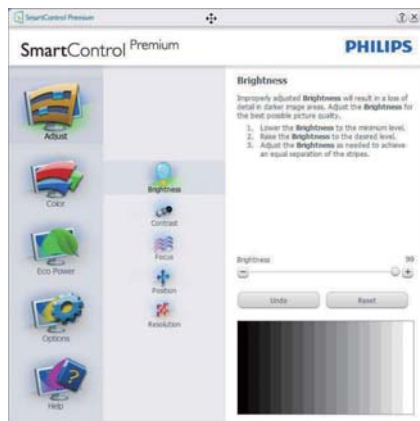 SmartControl Premium
SmartControl Premium
PHILIPS
Adjust
Color
Eco Power
Options
Help
Brightness
Contrast
Focus
Position
Resolution
Brightness
Improperly adjusted Brightness will result in a loss of
detail in darker image areas. Adjust the Brightness for
the best possible picture quality.
1. Lower the Brightness to the minimum level.
2. Raise the Brightness to the desired level.
3. Adjust the Brightness as needed to achieve
an equal separation of the stripes.
Brightness 99
Undo Reset